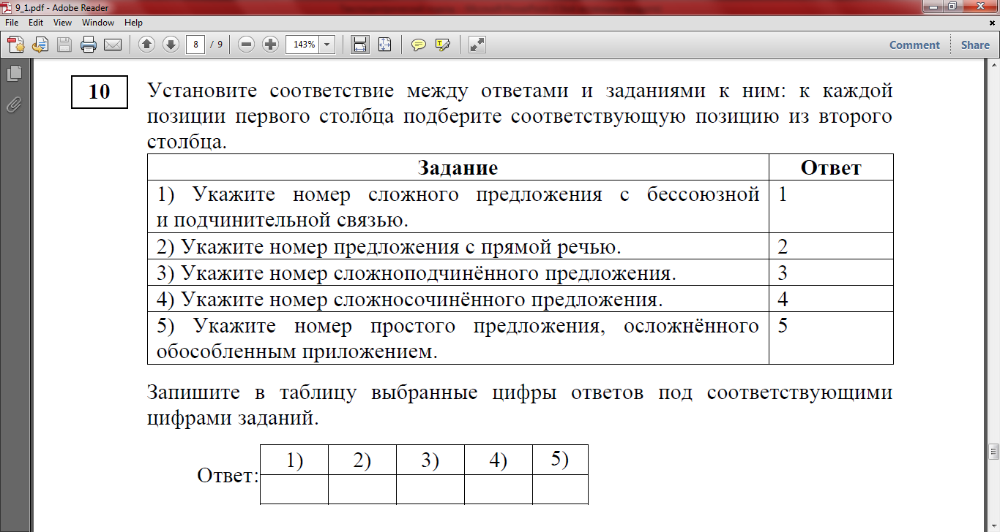 9_1.pdf - Adobe Reader
File Edit View Window Help
8 / 9 143% Comment Share
10
Установите соответствие между ответами и заданиями к ним: к каждой
позиции первого столбца подберите соответствующую позицию из второго
столбца.
Задание Ответ
1) Укажите номер сложного предложения с бессоюзной 1
и подчинительной связью.
2) Укажите номер предложения с прямой речью. 2
3) Укажите номер сложноподчинённого предложения. 3
4) Укажите номер сложносочинённого предложения. 4
5) Укажите номер простого предложения, осложнённого 5
обособленным приложением.
Запишите в таблицу выбранные цифры ответов под соответствующими
цифрами заданий.
1) 2) 3) 4) 5)
Ответ: